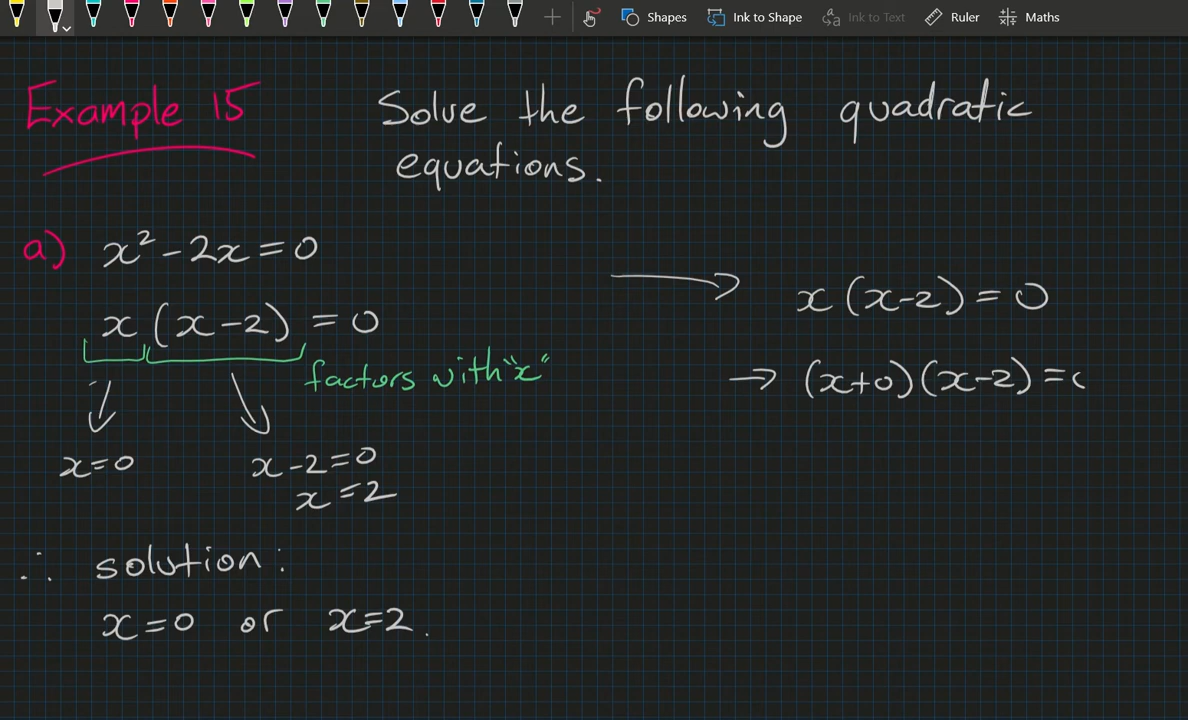 Shapes Ink to Shape Ink to Text Ruler Maths
Example 15 Solve the following quadratic
equations.
a) x² - 2x = 0
x(x-2) = 0
factors with "x"
x=0
x-2=0
x=2
∴ solution:
x=0 or x=2.
x(x-2) = 0
→ (x+0)(x-2) =